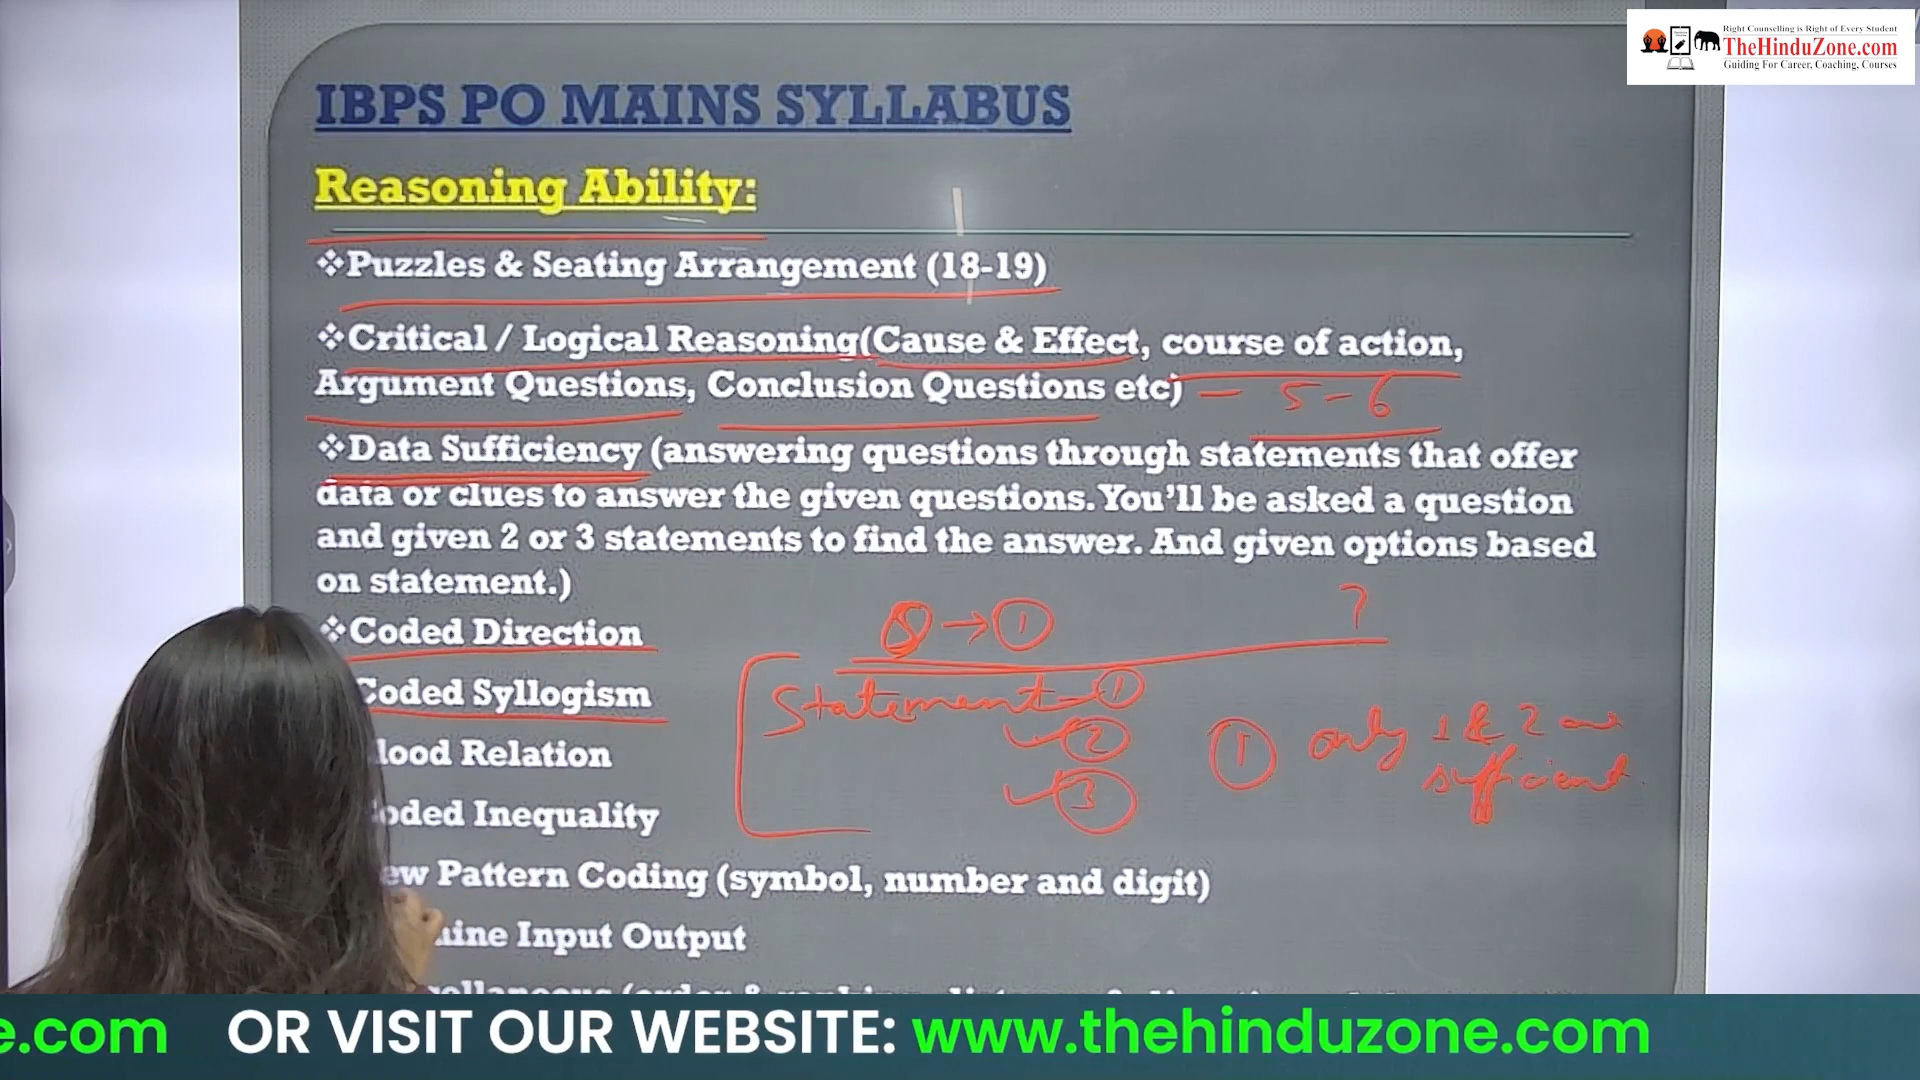 Right Counselling is Right of Every Student
TheHinduZone.com
Guiding For Career, Coaching, Courses
IBPS PO MAINS SYLLABUS
Reasoning Ability:
❖Puzzles & Seating Arrangement (18-19)
❖Critical / Logical Reasoning(Cause & Effect, course of action,
Argument Questions, Conclusion Questions etc) — 5-6
❖Data Sufficiency (answering questions through statements that offer
data or clues to answer the given questions. You'll be asked a question
and given 2 or 3 statements to find the answer. And given options based
on statement.)
❖Coded Direction
Q → 1 ?
Coded Syllogism
Statement - 1
2
3
1 only 1 & 2 are
sufficient
lood Relation
oded Inequality
ew Pattern Coding (symbol, number and digit)
ine Input Output
e.com OR VISIT OUR WEBSITE: www.thehinduzone.com